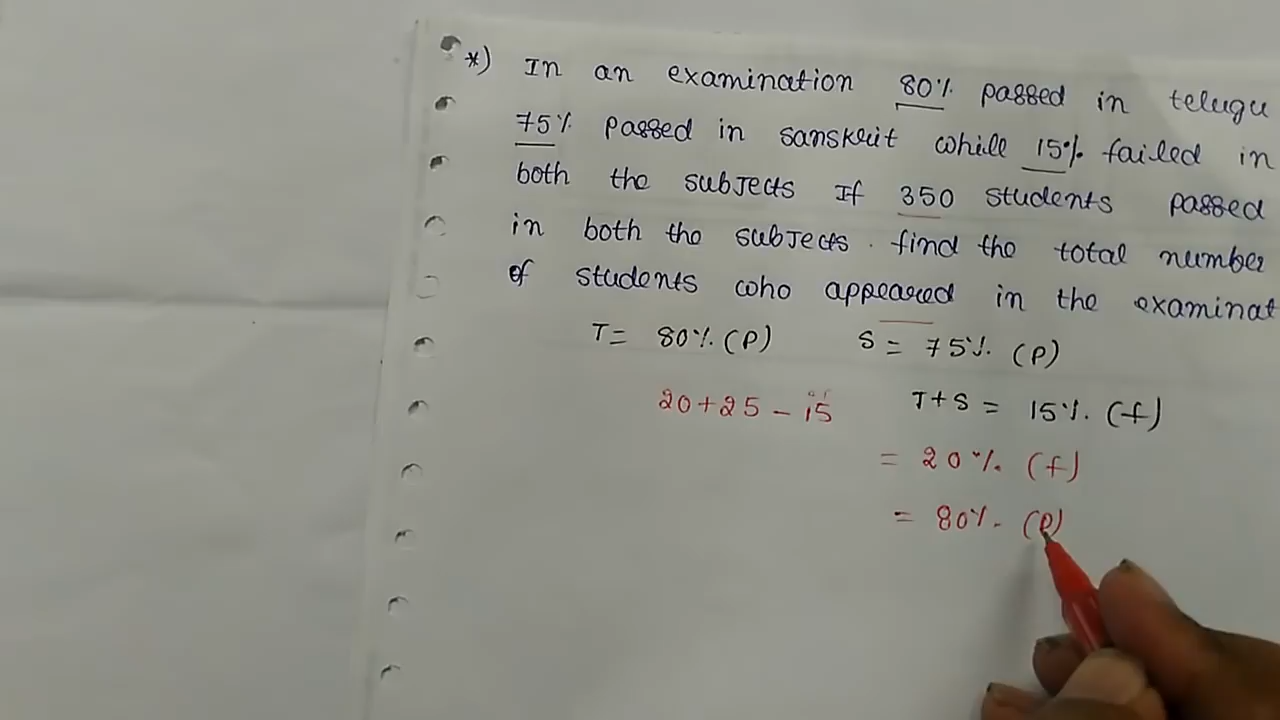 *) In an examination 80% passed in telugu
75% passed in sanskrit while 15% failed in
both the subjects If 350 students passed
in both the subjects. find the total number
of students who appeared in the examinat
T= 80% (P) S = 75%. (P)
20+25-15 T+S = 15%. (f)
= 20%. (f)
= 80%. (P)